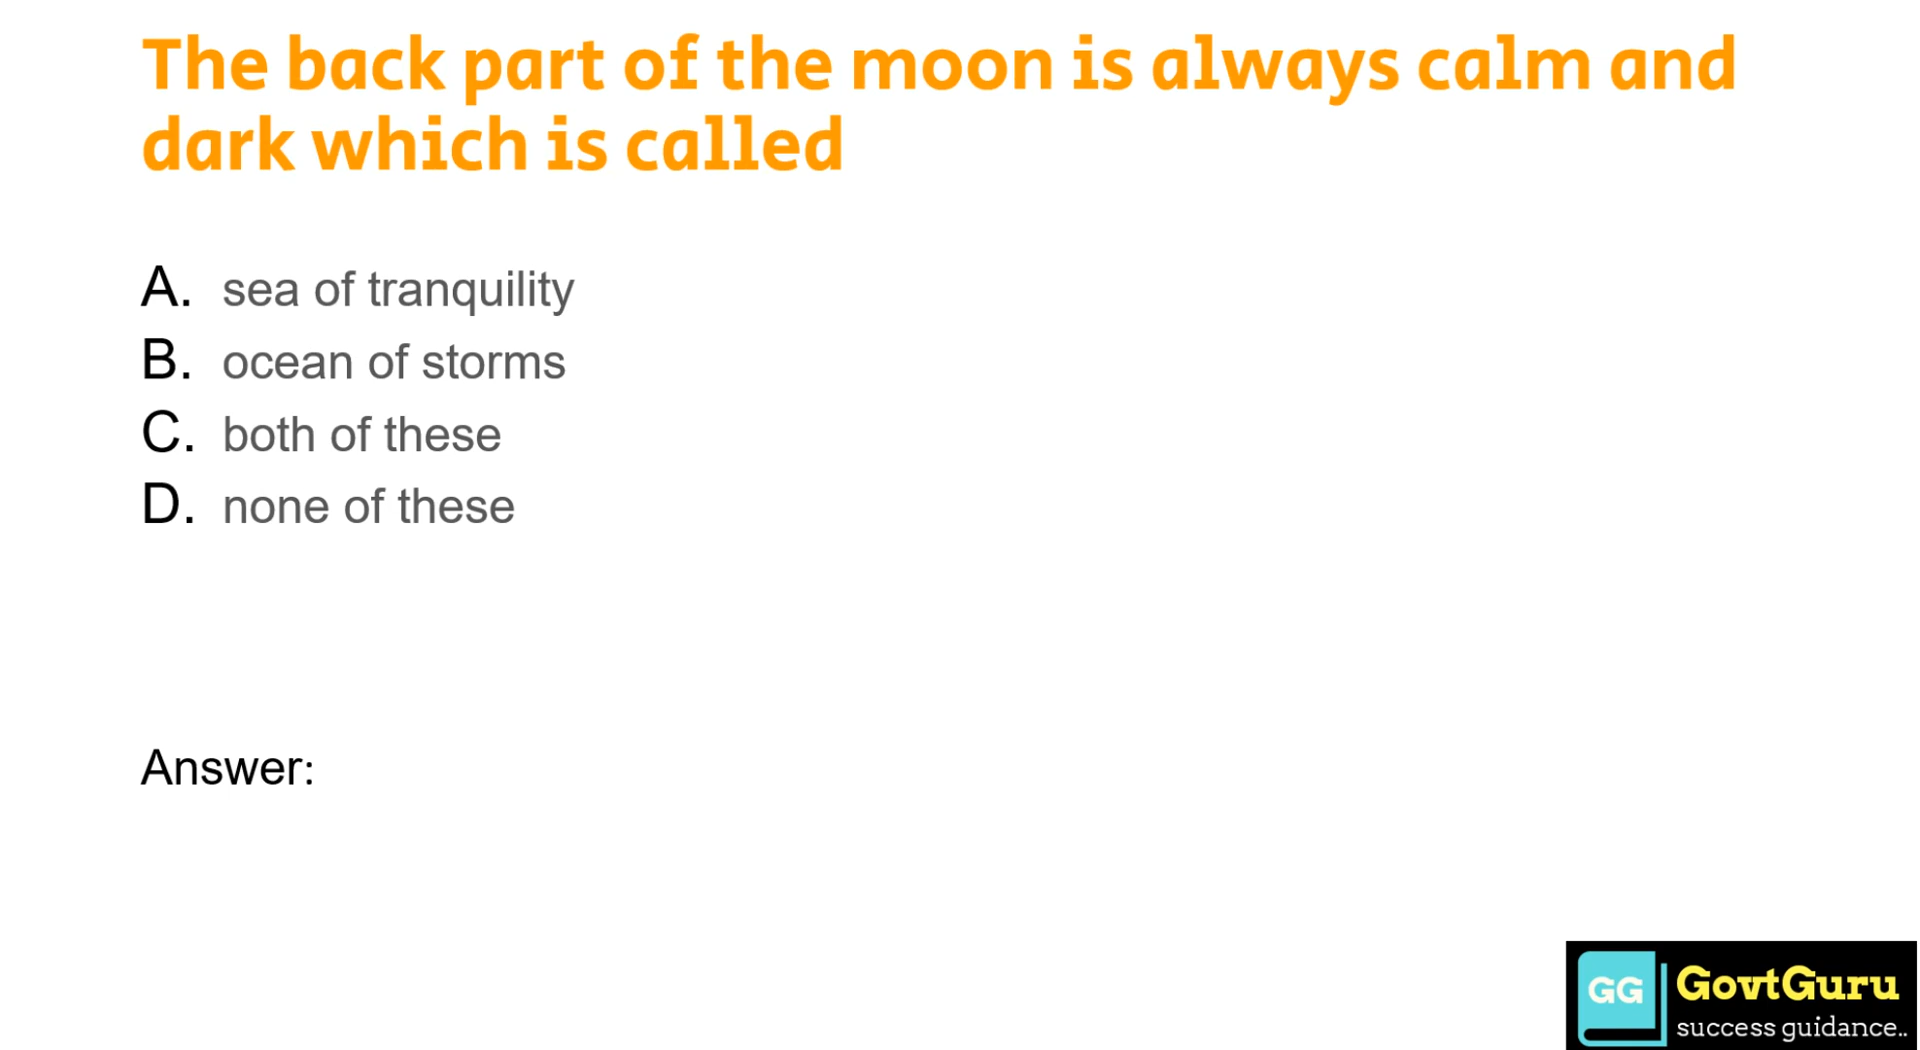 The back part of the moon is always calm and
dark which is called
A. sea of tranquility
B. ocean of storms
C. both of these
D. none of these
Answer:
GG GovtGuru
success guidance..